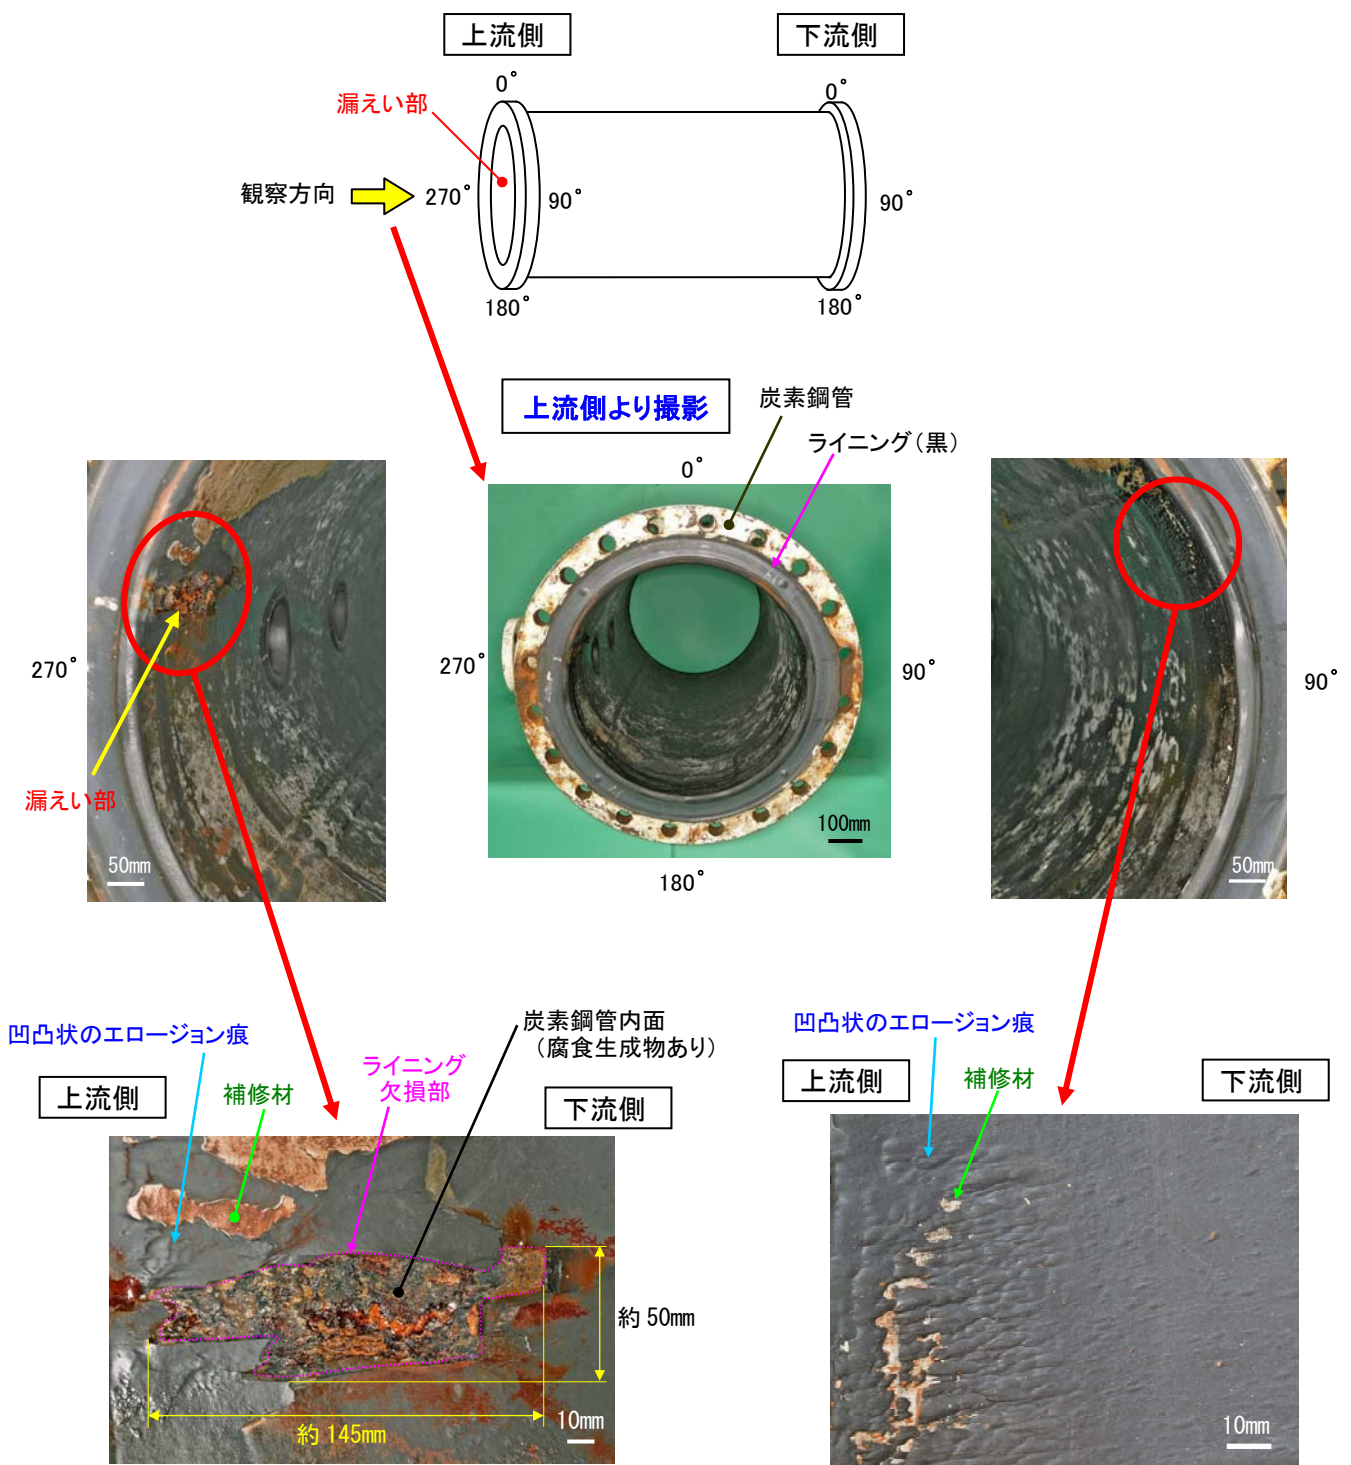 上流側
下流側
0°
0°
漏えい部
観察方向
270°
90°
90°
180°
180°
上流側より撮影
炭素鋼管
ライニング(黒)
0°
270°
270°
90°
90°
漏えい部
50mm
100mm
50mm
180°
凹凸状のエロージョン痕
炭素鋼管内面
(腐食生成物あり)
凹凸状のエロージョン痕
上流側
補修材
ライニング
欠損部
下流側
上流側
補修材
下流側
約 50mm
約 145mm
10mm
10mm